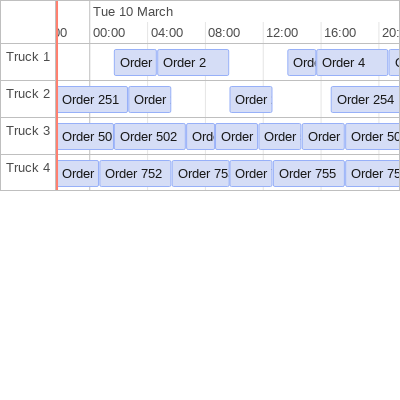 Tue 10 March
00 00:00 04:00 08:00 12:00 16:00 20:
Truck 1 Order Order 2 Ord Order 4
Truck 2 Order 251 Order Order Order 254
Truck 3 Order 50 Order 502 Ord Order Order Order Order 50
Truck 4 Order Order 752 Order 75 Order Order 755 Order 75